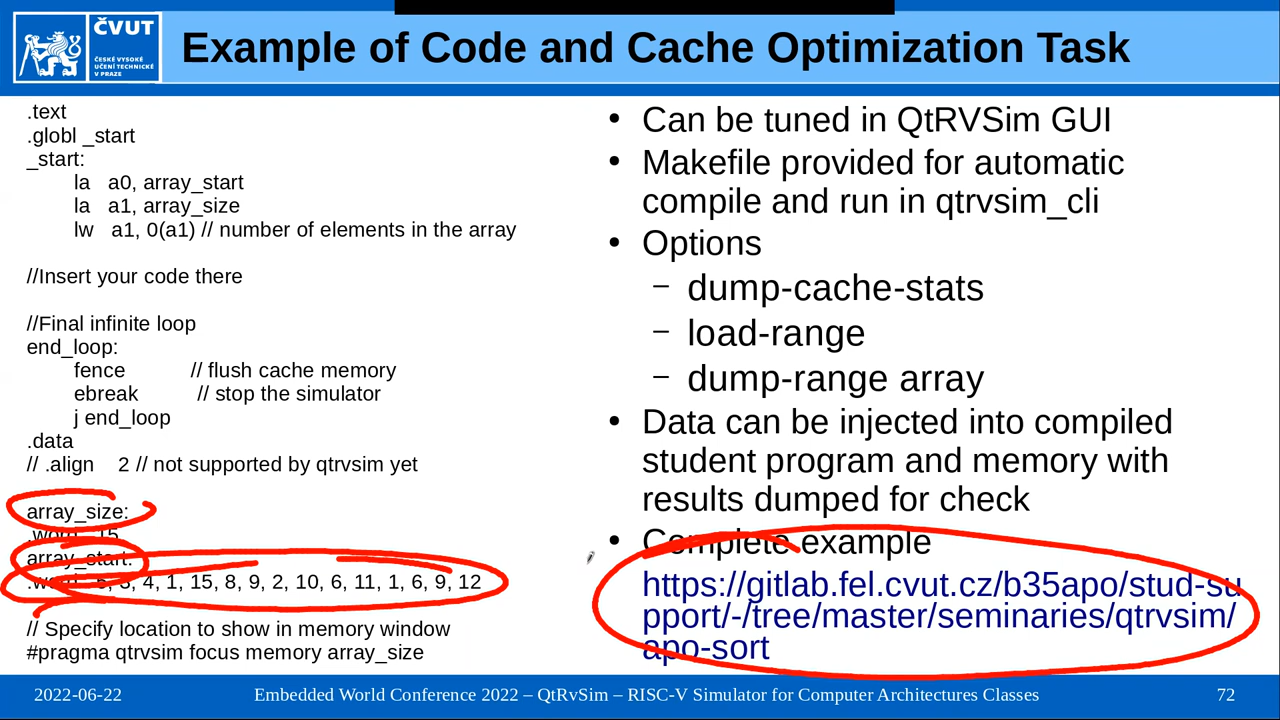 ČVUT
ČESKÉ VYSOKÉ
UČENÍ TECHNICKÉ
V PRAZE
Example of Code and Cache Optimization Task
.text
.globl _start
_start:
la a0, array_start
la a1, array_size
lw a1, 0(a1) // number of elements in the array
//Insert your code there
//Final infinite loop
end_loop:
fence // flush cache memory
ebreak // stop the simulator
j end_loop
.data
// .align 2 // not supported by qtrvsim yet
array_size:
.word 15
array_start:
.word 5, 3, 4, 1, 15, 8, 9, 2, 10, 6, 11, 1, 6, 9, 12
// Specify location to show in memory window
#pragma qtrvsim focus memory array_size
• Can be tuned in QtRVSim GUI
• Makefile provided for automatic
compile and run in qtrvsim_cli
• Options
– dump-cache-stats
– load-range
– dump-range array
• Data can be injected into compiled
student program and memory with
results dumped for check
• Complete example
https://gitlab.fel.cvut.cz/b35apo/stud-su
pport/-/tree/master/seminaries/qtrvsim/
apo-sort
2022-06-22
Embedded World Conference 2022 – QtRvSim – RISC-V Simulator for Computer Architectures Classes
72